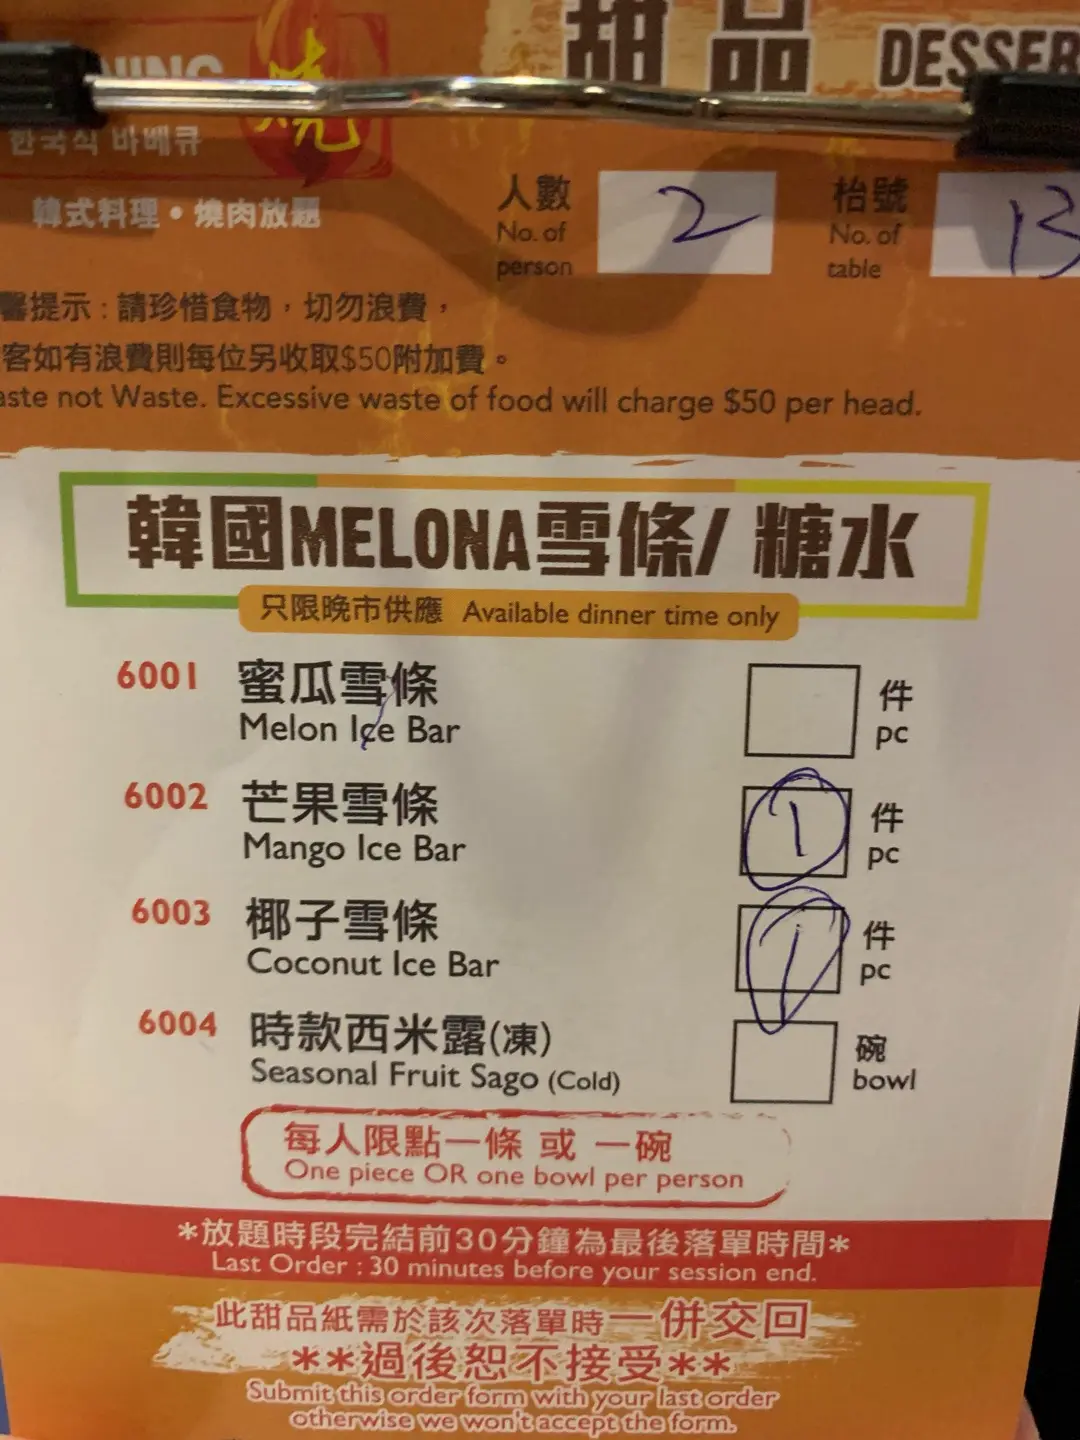 甜品 DESSER
燒
한국식 바베큐
韓式料理 • 燒肉放題
人數
No. of
person
2
枱號
No. of
table
13
馨提示 : 請珍惜食物，切勿浪費，
客如有浪費則每位另收取$50附加費。
aste not Waste. Excessive waste of food will charge $50 per head.
韓國MELONA雪條/ 糖水
只限晚市供應 Available dinner time only
6001 蜜瓜雪條 件
Melon Ice Bar pc
6002 芒果雪條 1 件
Mango Ice Bar pc
6003 椰子雪條 1 件
Coconut Ice Bar pc
6004 時款西米露(凍) 碗
Seasonal Fruit Sago (Cold) bowl
每人限點一條 或 一碗
One piece OR one bowl per person
*放題時段完結前30分鐘為最後落單時間*
Last Order : 30 minutes before your session end.
此甜品紙需於該次落單時一併交回
**過後恕不接受**
Submit this order form with your last order
otherwise we won't accept the form.